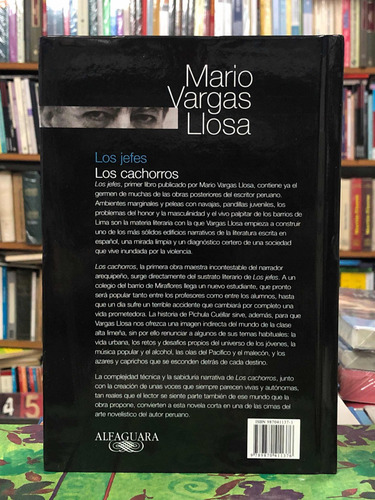 Mario
Vargas
Llosa
Los jefes
Los cachorros
Los jefes, primer libro publicado por Mario Vargas Llosa, contiene ya el
germen de muchas de las obras posteriores del escritor peruano.
Ambientes marginales y peleas con navajas, pandillas juveniles, los
problemas del honor y la masculinidad y el vivo palpitar de los barrios de
Lima son la materia literaria con la que Vargas Llosa empieza a construir
uno de los más sólidos edificios narrativos de la literatura escrita en
español, una mirada limpia y un diagnóstico certero de una sociedad
que vive inundada por la violencia.
Los cachorros, la primera obra maestra incontestable del narrador
arequipeño, surge directamente del sustrato literario de Los jefes. A un
colegio del barrio de Miraflores llega un nuevo estudiante, que pronto
será popular tanto entre los profesores como entre los alumnos, hasta
que un día sufre un terrible accidente que cambiará por completo una
vida prometedora. La historia de Pichula Cuéllar sirve, además, para que
Vargas Llosa nos ofrezca una imagen indirecta del mundo de la clase
alta limeña, sin por ello renunciar a algunos de sus temas habituales: la
vida urbana, los retos y desafíos propios del universo de los jóvenes, la
música popular y el alcohol, las olas del Pacífico y el malecón, y los
azares y caprichos que se esconden detrás de cada destino.
La complejidad técnica y la sabiduría narrativa de Los cachorros, junto
con la creación de unas voces que siempre parecen vivas y autónomas,
tan reales que el lector se siente parte también de ese mundo que la
obra propone, convierten a esta novela corta en una de las cimas del
arte novelístico del autor peruano.
ALFAGUARA
4
5